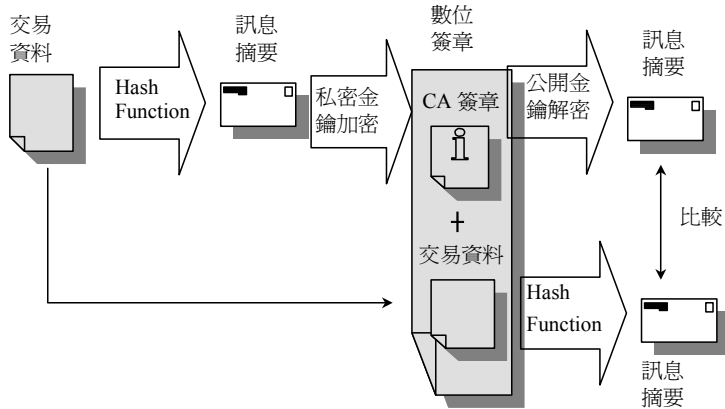 交易
資料
Hash
Function
訊息
摘要
私密金
鑰加密
數位
簽章
CA 簽章
i
+
交易資料
公開金
鑰解密
訊息
摘要
比較
Hash
Function
訊息
摘要